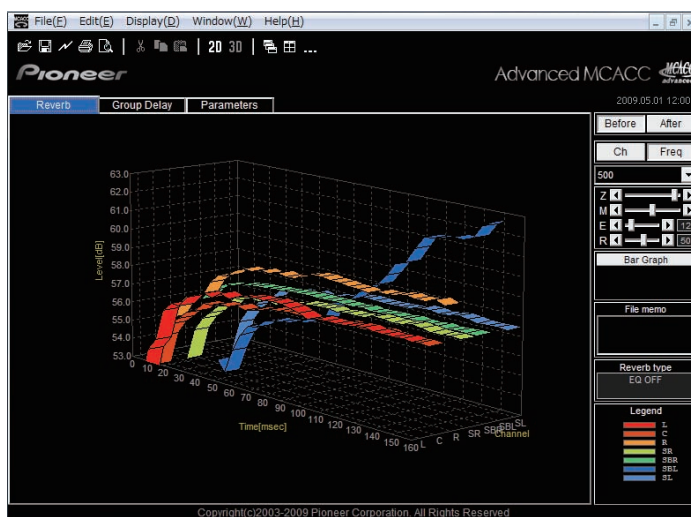 File(F) Edit(E) Display(D) Window(W) Help(H)
2D 3D ...
Pioneer
Advanced MCACC MCACC
advanced
Reverb Group Delay Parameters
2009.05.01 12:00
Before After
Ch Freq
500
Z
M
E 12
R 50
Bar Graph
File memo
Reverb type
EQ OFF
Legend
L
C
R
SR
SBR
SBL
SL
63.0
62.0
61.0
60.0
59.0
58.0
57.0
56.0
55.0
54.0
53.0
Level[dB]
0 10 20 30 40 50 60 70 80 90 100 110 120 130 140 150 160
Time[msec]
L C R SR SBR SBL SL
Channel
Copyright(c)2003-2009 Pioneer Corporation. All Rights Reserved